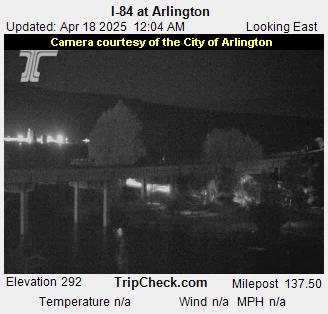 I-84 at Arlington
Updated: Apr 18 2025 12:04 AM Looking East
Camera courtesy of the City of Arlington
Elevation 292 TripCheck.com Milepost 137.50
Temperature n/a Wind n/a MPH n/a